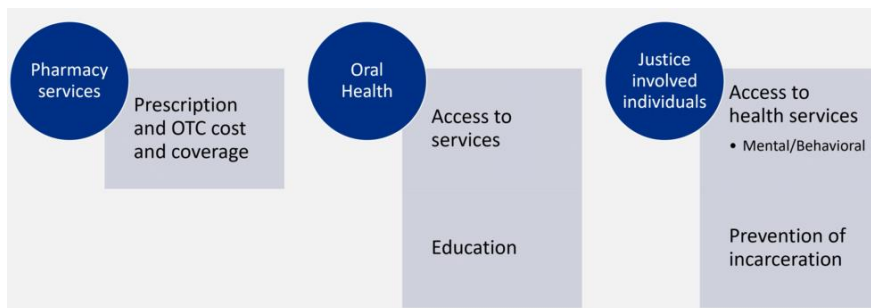 Pharmacy
services
Prescription
and OTC cost
and coverage
Oral
Health
Access to
services
Education
Justice
involved
individuals
Access to
health services
• Mental/Behavioral
Prevention of
incarceration